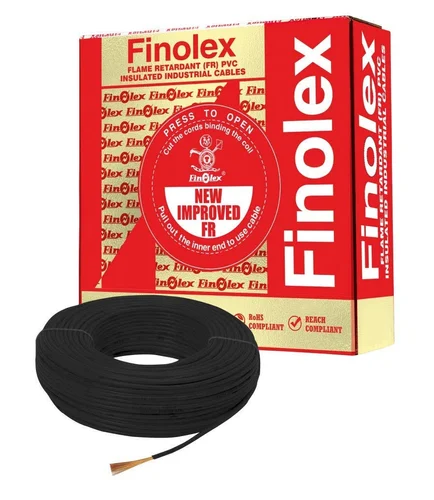 Finolex
FLAME RETARDANT (FR) PVC
INSULATED INDUSTRIAL CABLES
FINOLEX
PRESS TO OPEN
Cut the cords binding the coil
FINOLEX
NEW
IMPROVED
FR
Pull out the inner end to use cable
RoHS
COMPLIANT
REACH
COMPLIANT
Finolex
Finolex
FLAME RETARDANT (FR) PVC
INSULATED INDUSTRIAL CABLES